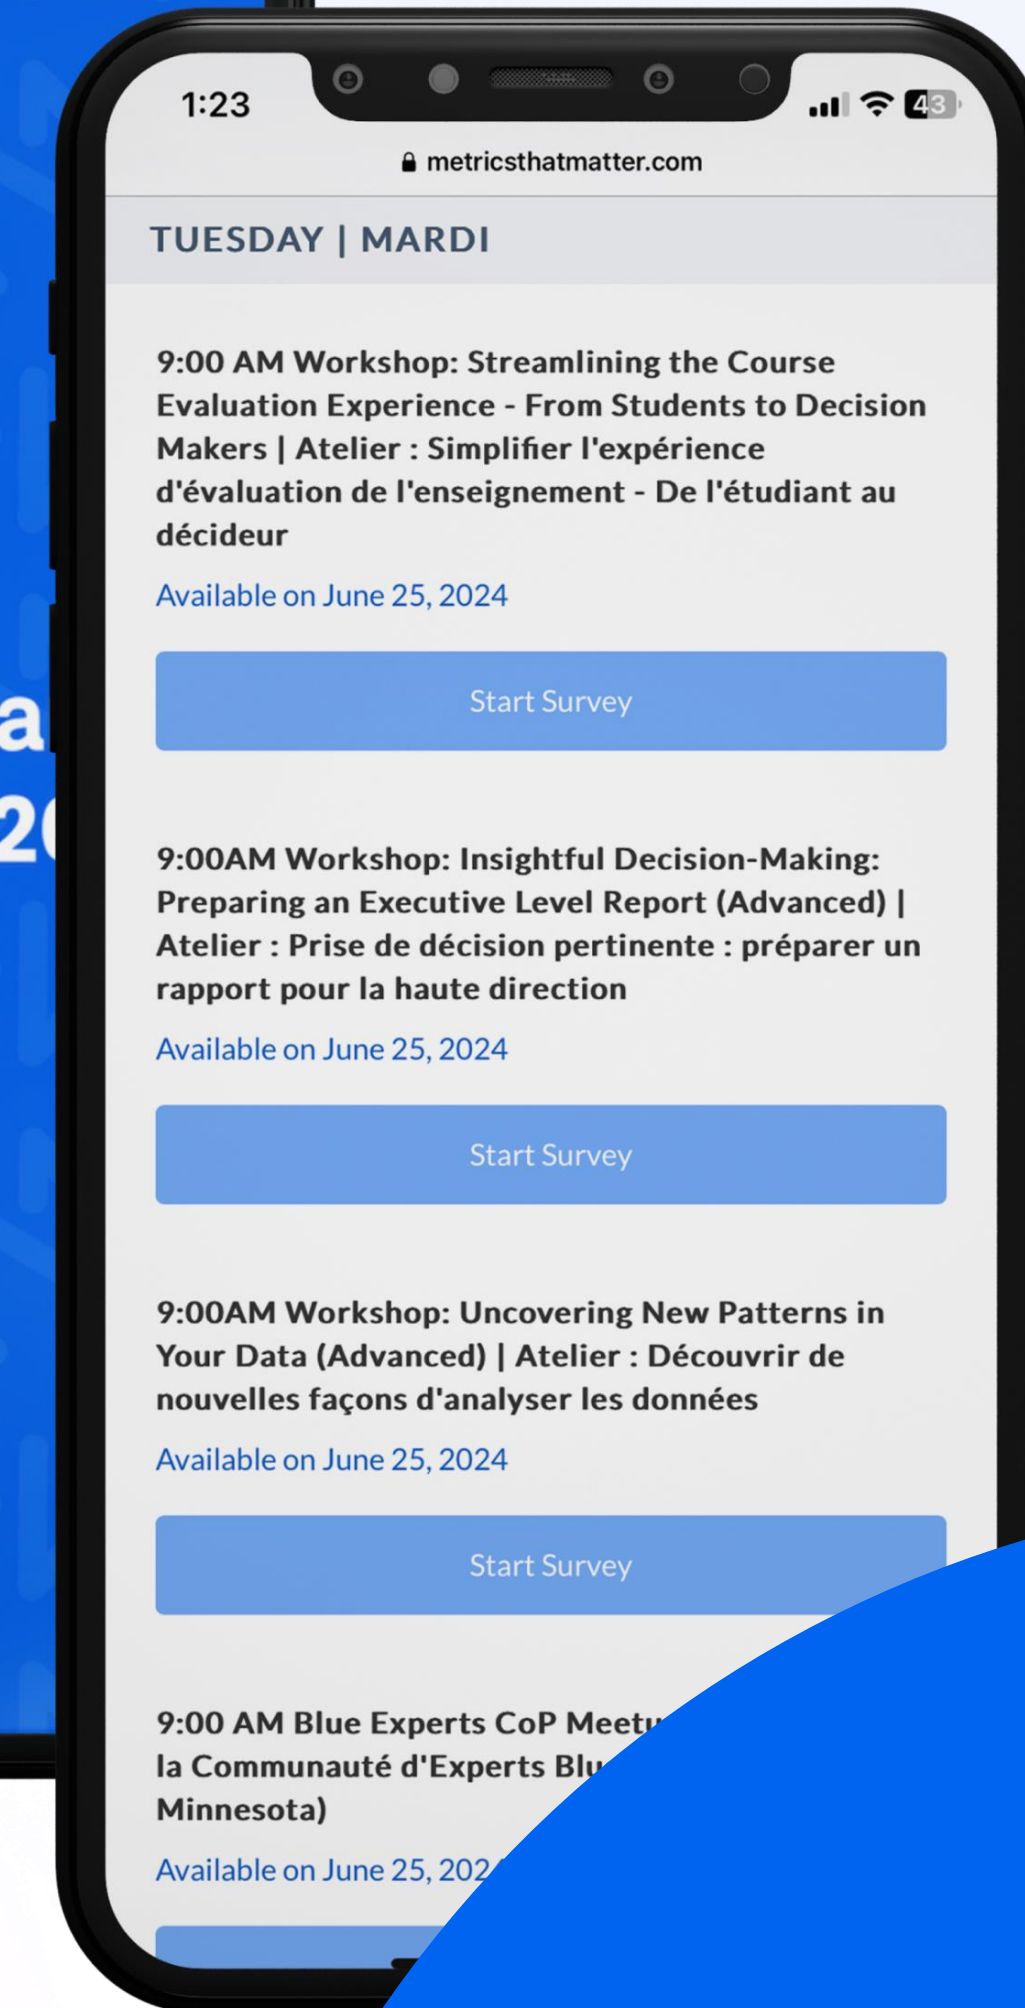 1:23
43
metricsthatmatter.com
TUESDAY | MARDI
9:00 AM Workshop: Streamlining the Course
Evaluation Experience - From Students to Decision
Makers | Atelier : Simplifier l'expérience
d'évaluation de l'enseignement - De l'étudiant au
décideur
Available on June 25, 2024
Start Survey
9:00AM Workshop: Insightful Decision-Making:
Preparing an Executive Level Report (Advanced) |
Atelier : Prise de décision pertinente : préparer un
rapport pour la haute direction
Available on June 25, 2024
Start Survey
9:00AM Workshop: Uncovering New Patterns in
Your Data (Advanced) | Atelier : Découvrir de
nouvelles façons d'analyser les données
Available on June 25, 2024
Start Survey
9:00 AM Blue Experts CoP
la Communauté d'Experts
Minnesota)
Available on June 25,